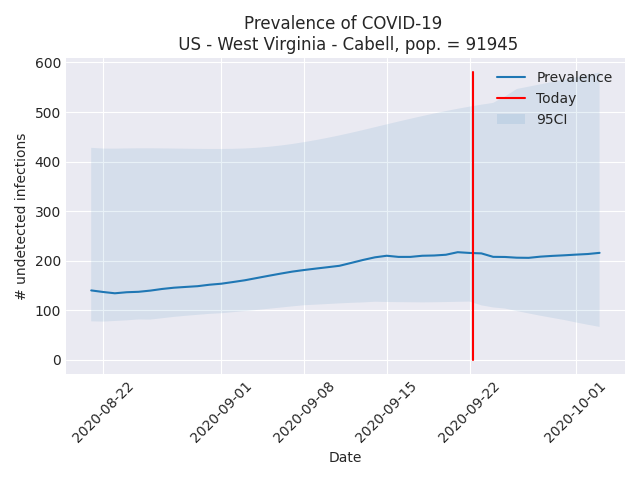 Prevalence of COVID-19
US - West Virginia - Cabell, pop. = 91945
Prevalence
Today
95CI
# undetected infections
600
500
400
300
200
100
0
2020-08-22
2020-09-01
2020-09-08
2020-09-15
2020-09-22
2020-10-01
Date